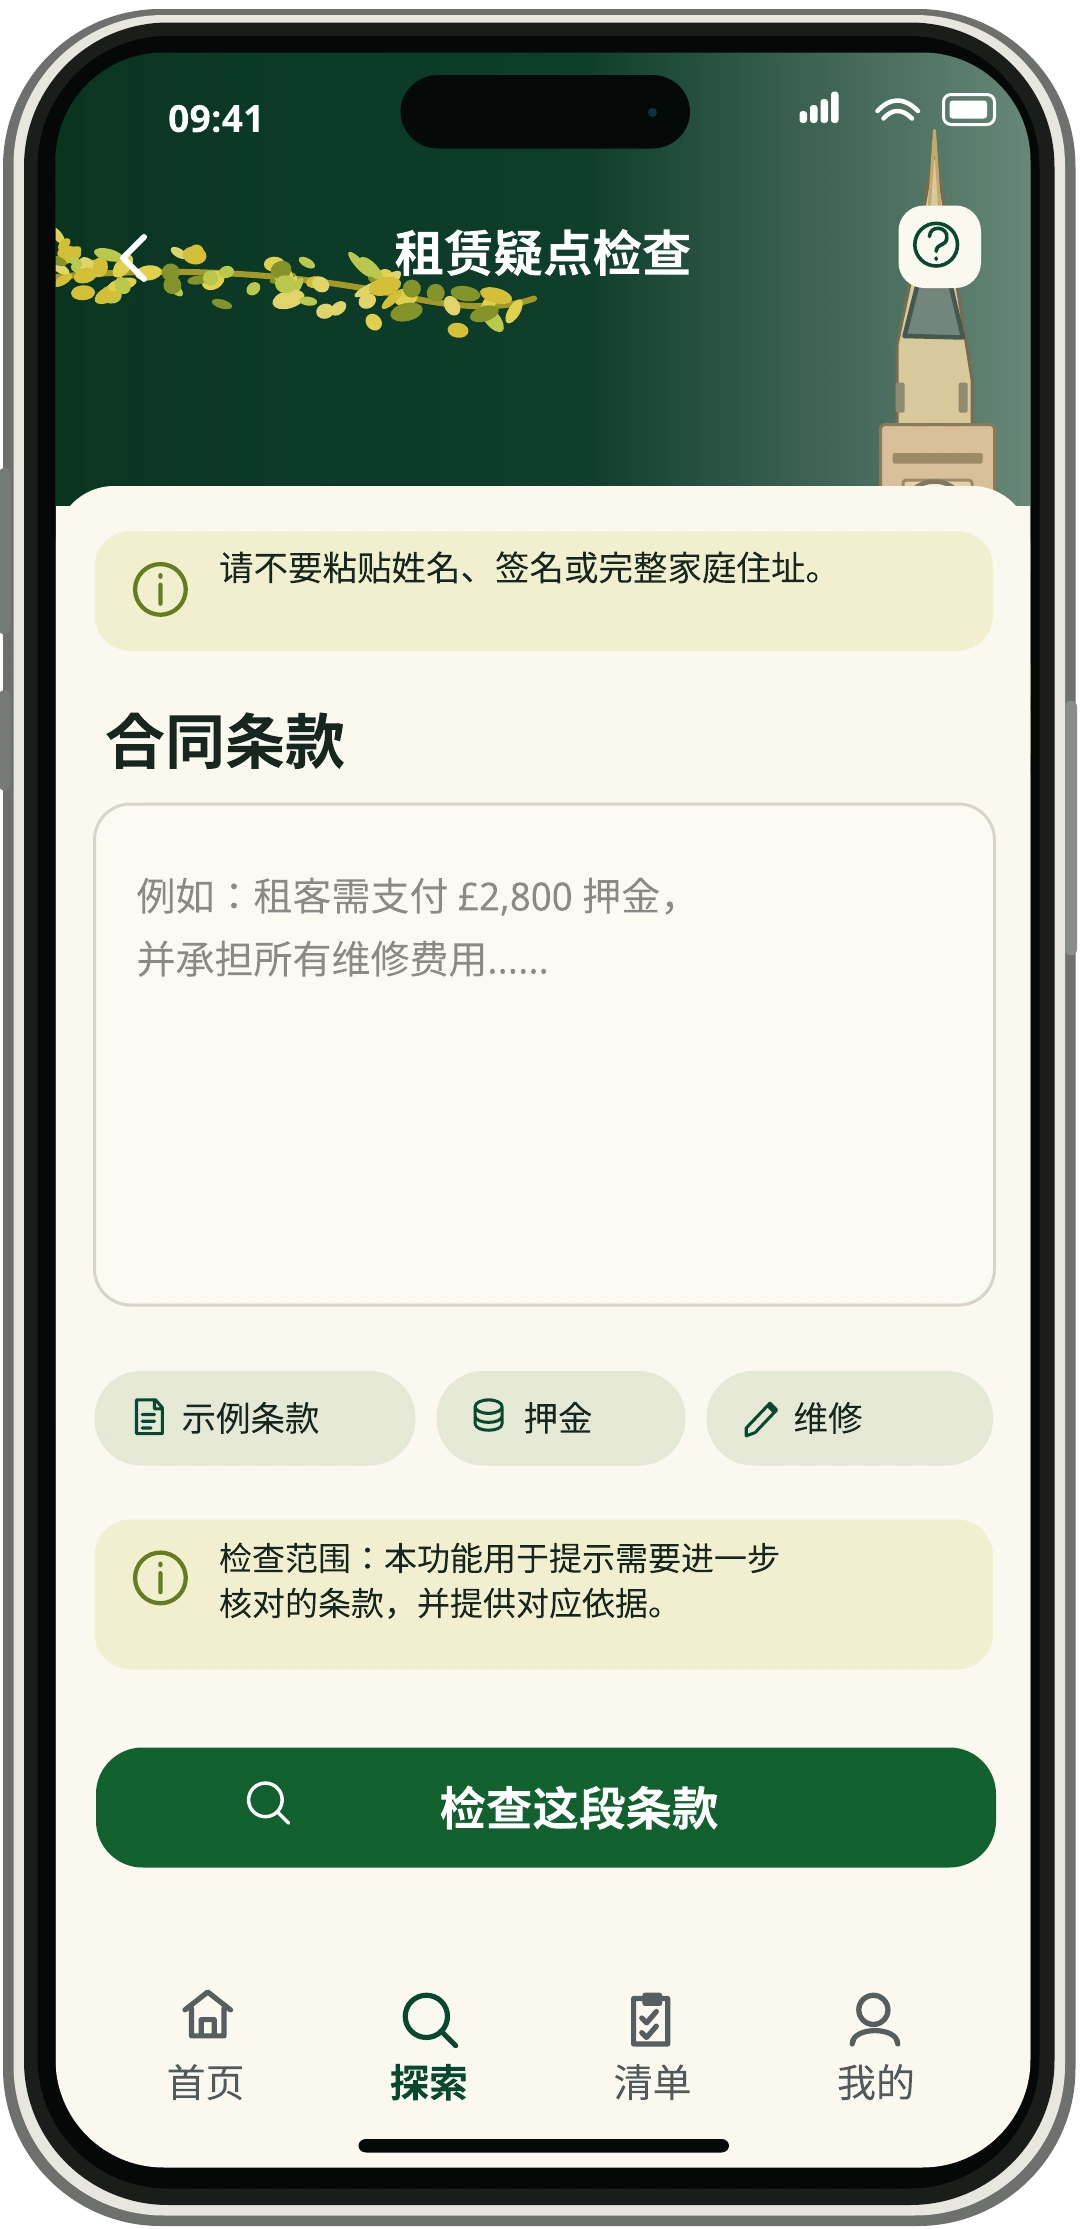 09:41
租赁疑点检查
请不要粘贴姓名、签名或完整家庭住址。
合同条款
例如：租客需支付 £2,800 押金，
并承担所有维修费用......
示例条款
押金
维修
检查范围：本功能用于提示需要进一步
核对的条款，并提供对应依据。
检查这段条款
首页
探索
清单
我的